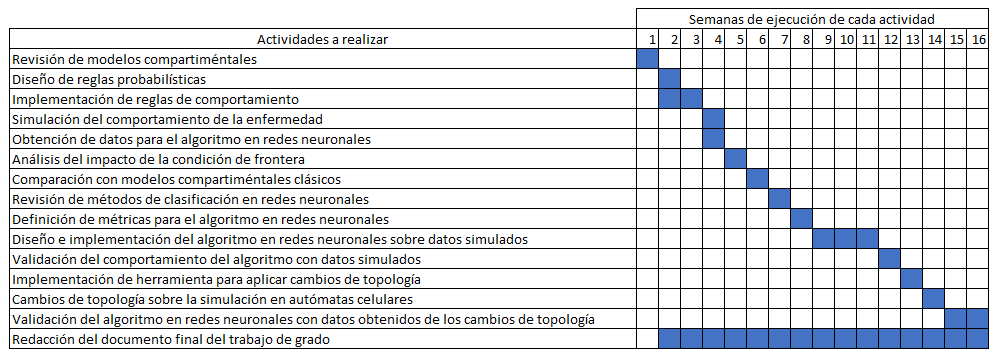 Semanas de ejecución de cada actividad
Actividades a realizar 1 2 3 4 5 6 7 8 9 10 11 12 13 14 15 16
Revisión de modelos compartiméntales
Diseño de reglas probabilísticas
Implementación de reglas de comportamiento
Simulación del comportamiento de la enfermedad
Obtención de datos para el algoritmo en redes neuronales
Análisis del impacto de la condición de frontera
Comparación con modelos compartiméntales clásicos
Revisión de métodos de clasificación en redes neuronales
Definición de métricas para el algoritmo en redes neuronales
Diseño e implementación del algoritmo en redes neuronales sobre datos simulados
Validación del comportamiento del algoritmo con datos simulados
Implementación de herramienta para aplicar cambios de topología
Cambios de topología sobre la simulación en autómatas celulares
Validación del algoritmo en redes neuronales con datos obtenidos de los cambios de topología
Redacción del documento final del trabajo de grado